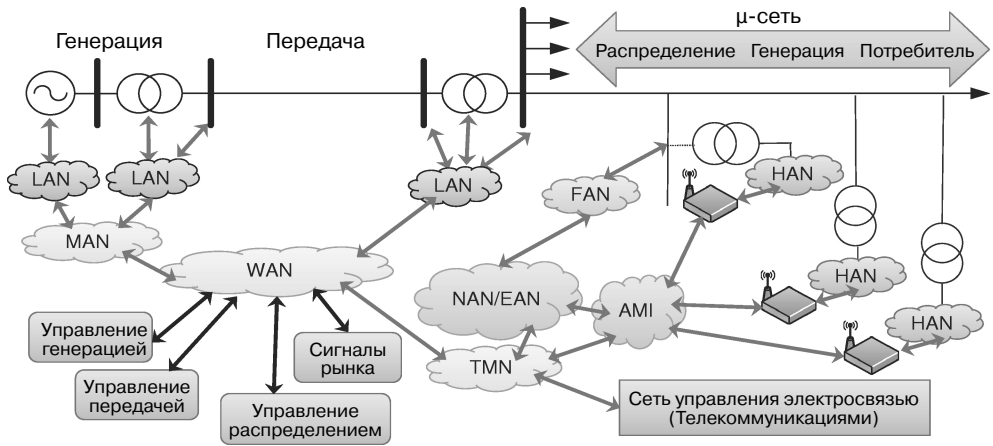 Генерация
Передача
μ-сеть
Распределение Генерация Потребитель
LAN
LAN
LAN
FAN
HAN
MAN
WAN
NAN/EAN
AMI
HAN
HAN
TMN
Управление
генерацией
Управление
передачей
Управление
распределением
Сигналы
рынка
Сеть управления электросвязью
(Телекоммуникациями)